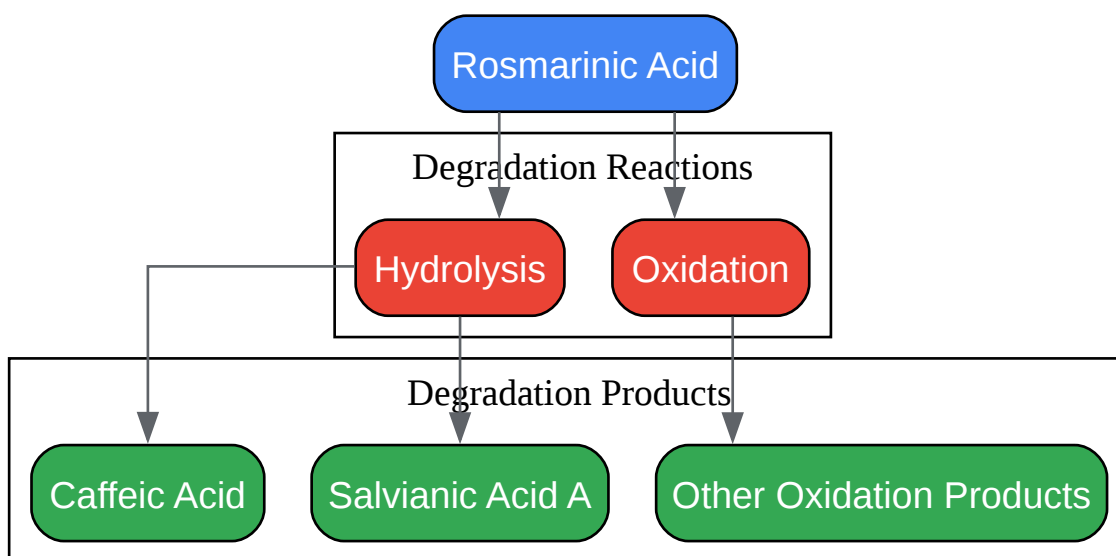 Rosmarinic Acid
Degradation Reactions
Hydrolysis
Oxidation
Degradation Products
Caffeic Acid
Salvianic Acid A
Other Oxidation Products